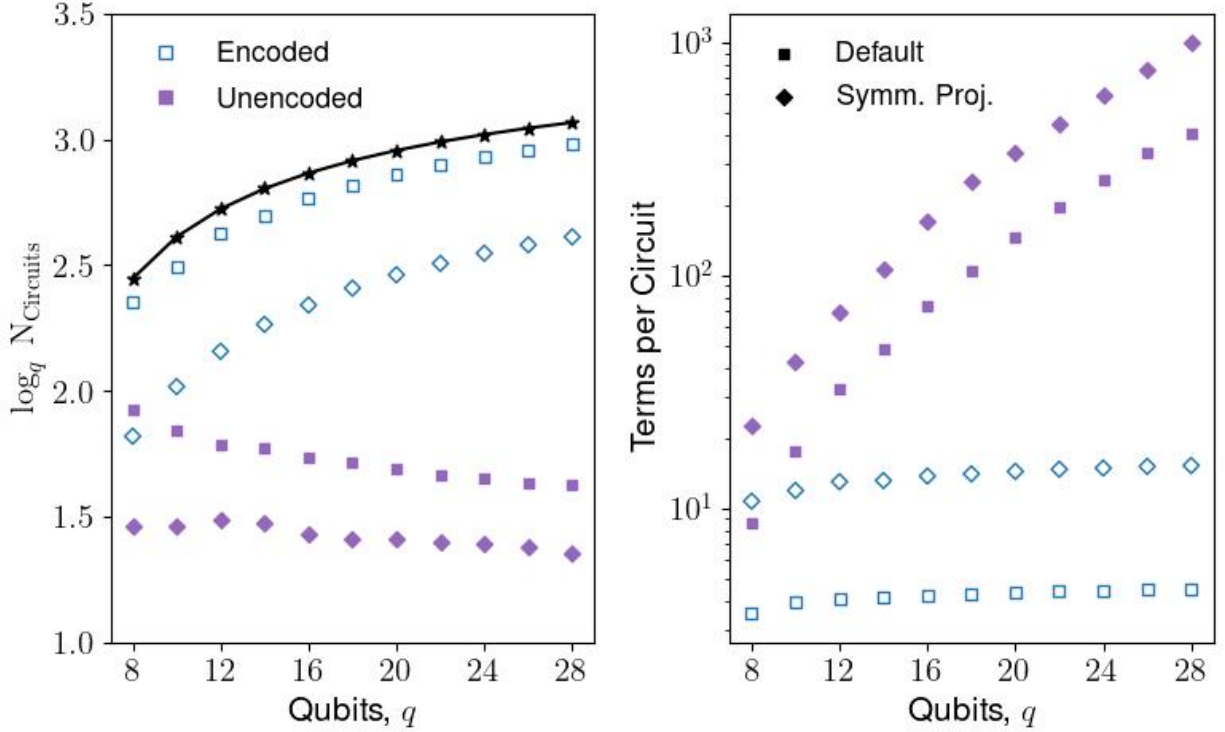 3.5
3.0
2.5
2.0
1.5
1.0
log_q N_Circuits
Encoded
Unencoded
8 12 16 20 24 28
Qubits, q
10^3
10^2
10^1
Terms per Circuit
Default
Symm. Proj.
8 12 16 20 24 28
Qubits, q